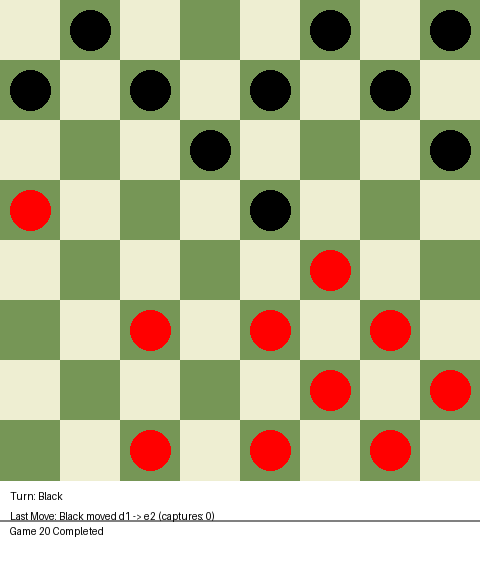 Turn: Black
Last Move: Black moved d1 -> e2 (captures: 0)
Game 20 Completed